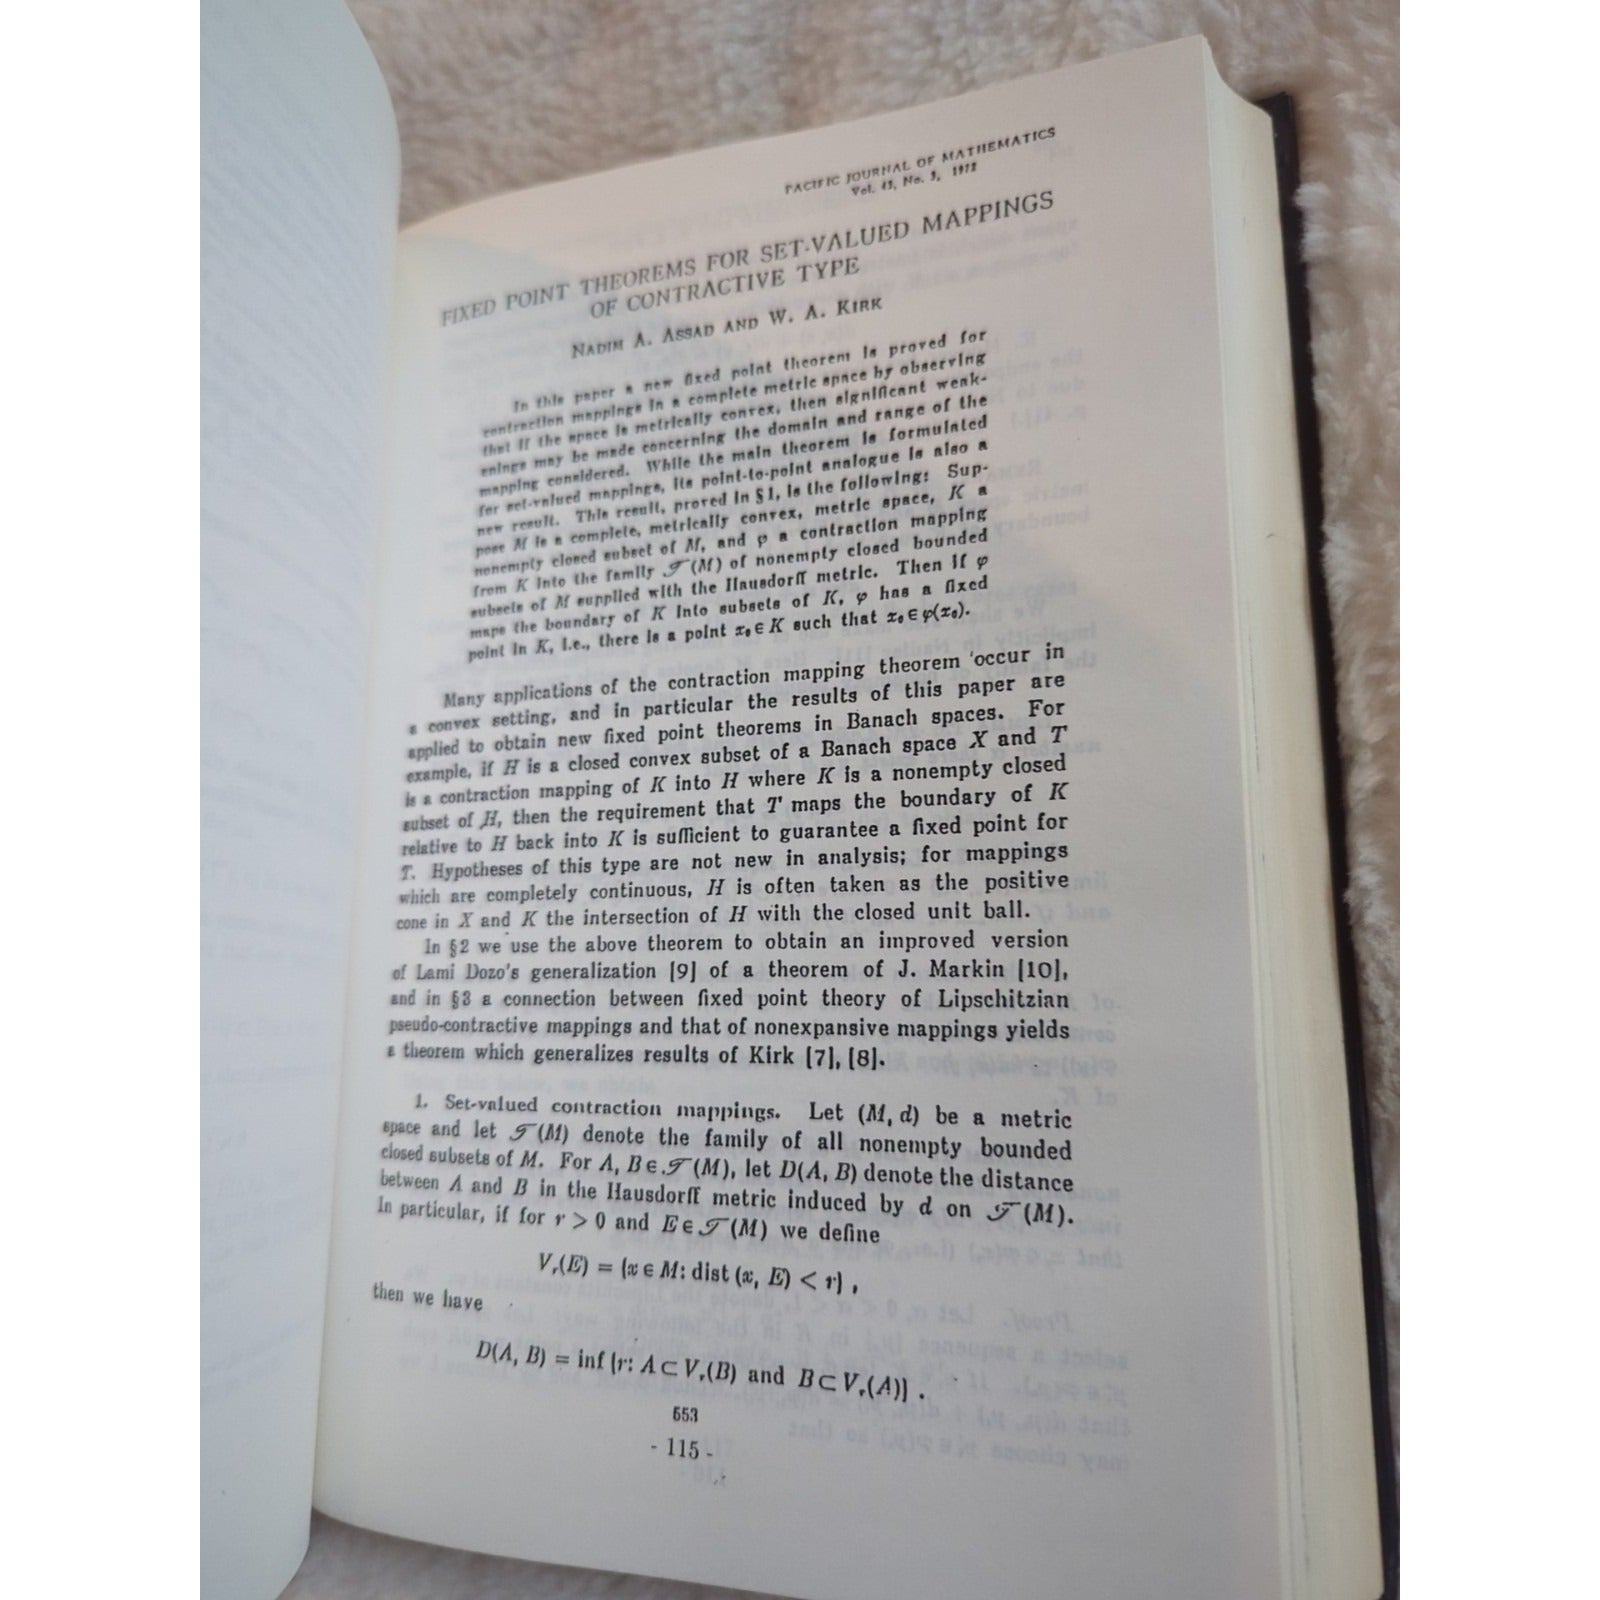 PACIFIC JOURNAL OF MATHEMATICS
Vol. 43, No. 3, 1972
FIXED POINT THEOREMS FOR SET-VALUED MAPPINGS
OF CONTRACTIVE TYPE
NADIM A. ASSAD AND W. A. KIRK
In this paper a new fixed point theorem is proved for
contraction mappings in a complete metric space by observing
that if the space is metrically convex, then significant weak-
enings may be made concerning the domain and range of the
mapping considered. While the main theorem is formulated
for set-valued mappings, its point-to-point analogue is also a
new result. This result, proved in §1, is the following: Sup-
pose M is a complete, metrically convex, metric space, K a
nonempty closed subset of M, and φ a contraction mapping
from K into the family ℱ(M) of nonempty closed bounded
subsets of M supplied with the Hausdorff metric. Then if φ
maps the boundary of K into subsets of K, φ has a fixed
point in K, i.e., there is a point x₀ ∈ K such that x₀ ∈ φ(x₀).
Many applications of the contraction mapping theorem occur in
a convex setting, and in particular the results of this paper are
applied to obtain new fixed point theorems in Banach spaces. For
example, if H is a closed convex subset of a Banach space X and T
is a contraction mapping of K into H where K is a nonempty closed
subset of H, then the requirement that T maps the boundary of K
relative to H back into K is sufficient to guarantee a fixed point for
T. Hypotheses of this type are not new in analysis; for mappings
which are completely continuous, H is often taken as the positive
cone in X and K the intersection of H with the closed unit ball.
In §2 we use the above theorem to obtain an improved version
of Lami Dozo's generalization [9] of a theorem of J. Markin [10],
and in §3 a connection between fixed point theory of Lipschitzian
pseudo-contractive mappings and that of nonexpansive mappings yields
a theorem which generalizes results of Kirk [7], [8].
1. Set-valued contraction mappings. Let (M, d) be a metric
space and let ℱ(M) denote the family of all nonempty bounded
closed subsets of M. For A, B ∈ ℱ(M), let D(A, B) denote the distance
between A and B in the Hausdorff metric induced by d on ℱ(M).
In particular, if for r > 0 and E ∈ ℱ(M) we define
Vᵣ(E) = {x ∈ M: dist (x, E) < r} ,
then we have
D(A, B) = inf {r: A ⊂ Vᵣ(B) and B ⊂ Vᵣ(A)} .
553
- 115 -